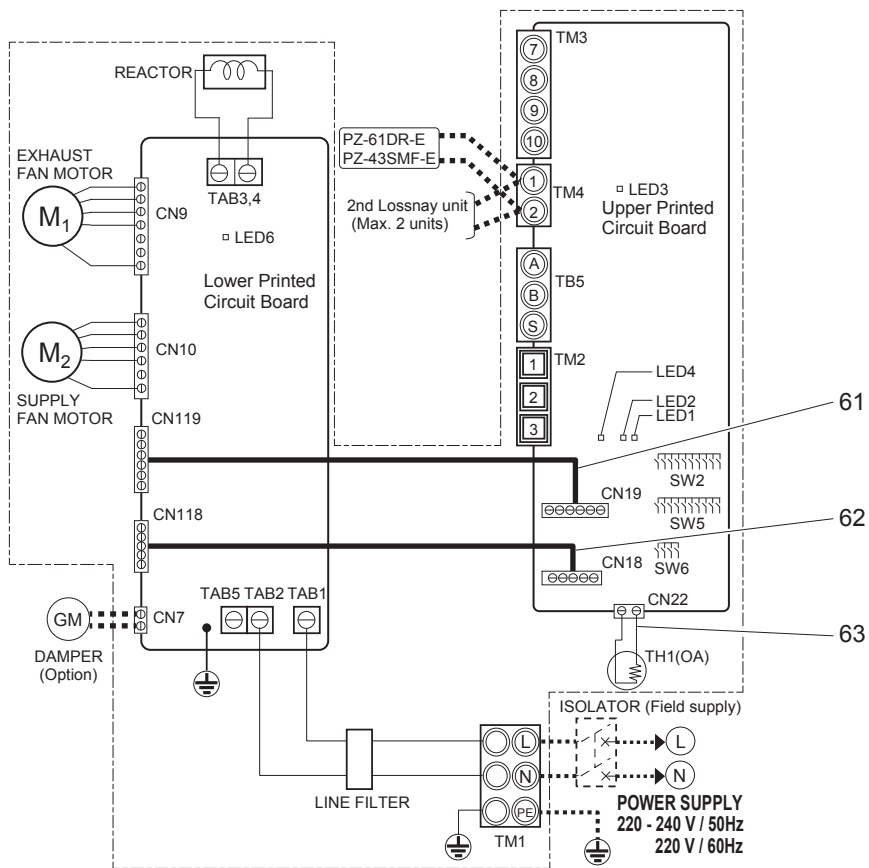 REACTOR
EXHAUST
FAN MOTOR
M1
CN9
TAB3,4
LED6
Lower Printed
Circuit Board
M2
CN10
SUPPLY
FAN MOTOR
CN119
CN118
TAB5 TAB2 TAB1
GM
CN7
DAMPER
(Option)
LINE FILTER
PZ-61DR-E
PZ-43SMF-E
2nd Lossnay unit
(Max. 2 units)
TM3
7
8
9
10
TM4
1
2
LED3
Upper Printed
Circuit Board
TB5
A
B
S
TM2
1
2
3
LED4
LED2
LED1
61
SW2
CN19
SW5
62
CN18
SW6
CN22
63
TH1(OA)
ISOLATOR (Field supply)
L
L
N
N
PE
TM1
POWER SUPPLY
220 - 240 V / 50Hz
220 V / 60Hz